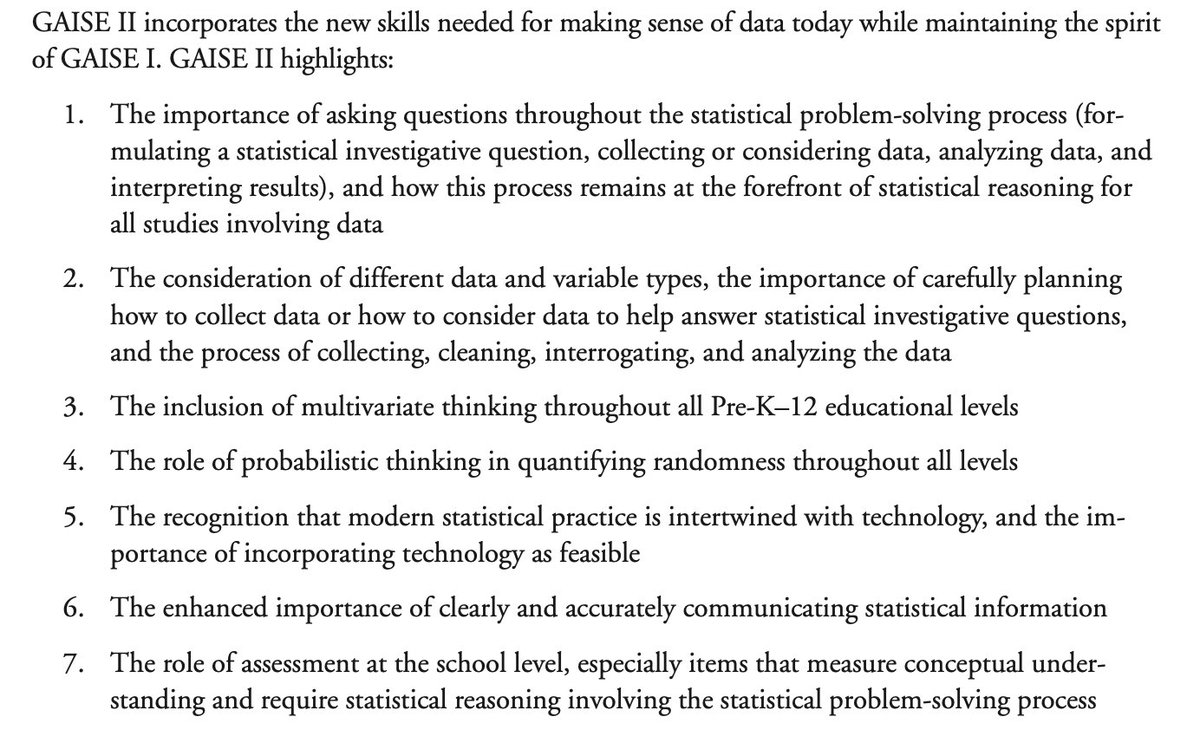 GAISE II incorporates the new skills needed for making sense of data today while maintaining the spirit
of GAISE I. GAISE II highlights:
1. The importance of asking questions throughout the statistical problem-solving process (for-
mulating a statistical investigative question, collecting or considering data, analyzing data, and
interpreting results), and how this process remains at the forefront of statistical reasoning for
all studies involving data
2. The consideration of different data and variable types, the importance of carefully planning
how to collect data or how to consider data to help answer statistical investigative questions,
and the process of collecting, cleaning, interrogating, and analyzing the data
3. The inclusion of multivariate thinking throughout all Pre-K–12 educational levels
4. The role of probabilistic thinking in quantifying randomness throughout all levels
5. The recognition that modern statistical practice is intertwined with technology, and the im-
portance of incorporating technology as feasible
6. The enhanced importance of clearly and accurately communicating statistical information
7. The role of assessment at the school level, especially items that measure conceptual under-
standing and require statistical reasoning involving the statistical problem-solving process